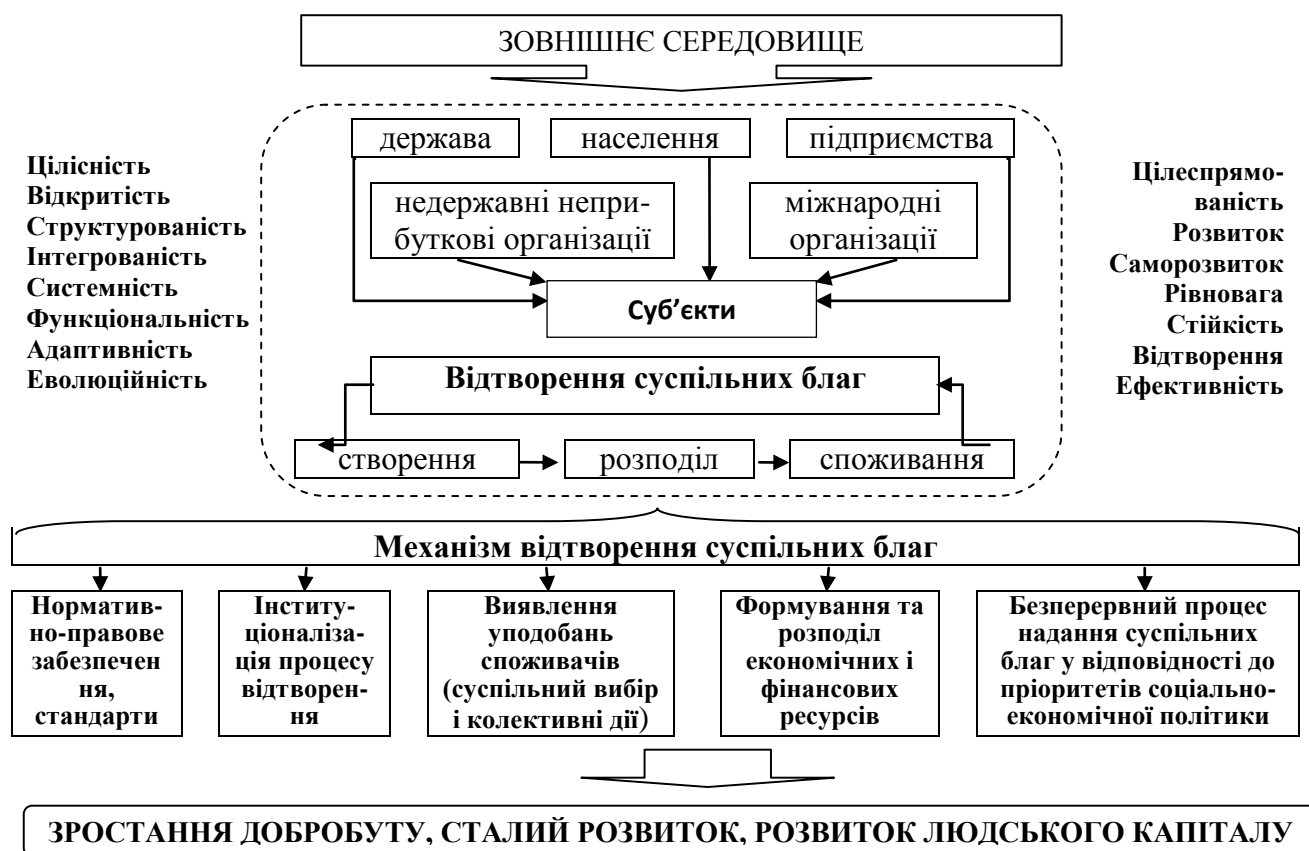 ЗОВНІШНЄ СЕРЕДОВИЩЕ
держава
населення
підприємства
недержавні непри-
буткові організації
міжнародні
організації
Суб’єкти
Цілісність
Відкритість
Структурованість
Інтегрованість
Системність
Функціональність
Адаптивність
Еволюційність
Цілеспрямо-
ваність
Розвиток
Саморозвиток
Рівновага
Стійкість
Відтворення
Ефективність
Відтворення суспільних благ
створення
розподіл
споживання
Механізм відтворення суспільних благ
Норматив-
но-правове
забезпечен
ня,
стандарти
Інститу-
ціоналіза-
ція процесу
відтворен-
ня
Виявлення
уподобань
споживачів
(суспільний вибір
і колективні дії)
Формування та
розподіл
економічних і
фінансових
ресурсів
Безперервний процес
надання суспільних
благ у відповідності до
пріоритетів соціально-
економічної політики
ЗРОСТАННЯ ДОБРОБУТУ, СТАЛИЙ РОЗВИТОК, РОЗВИТОК ЛЮДСЬКОГО КАПІТАЛУ